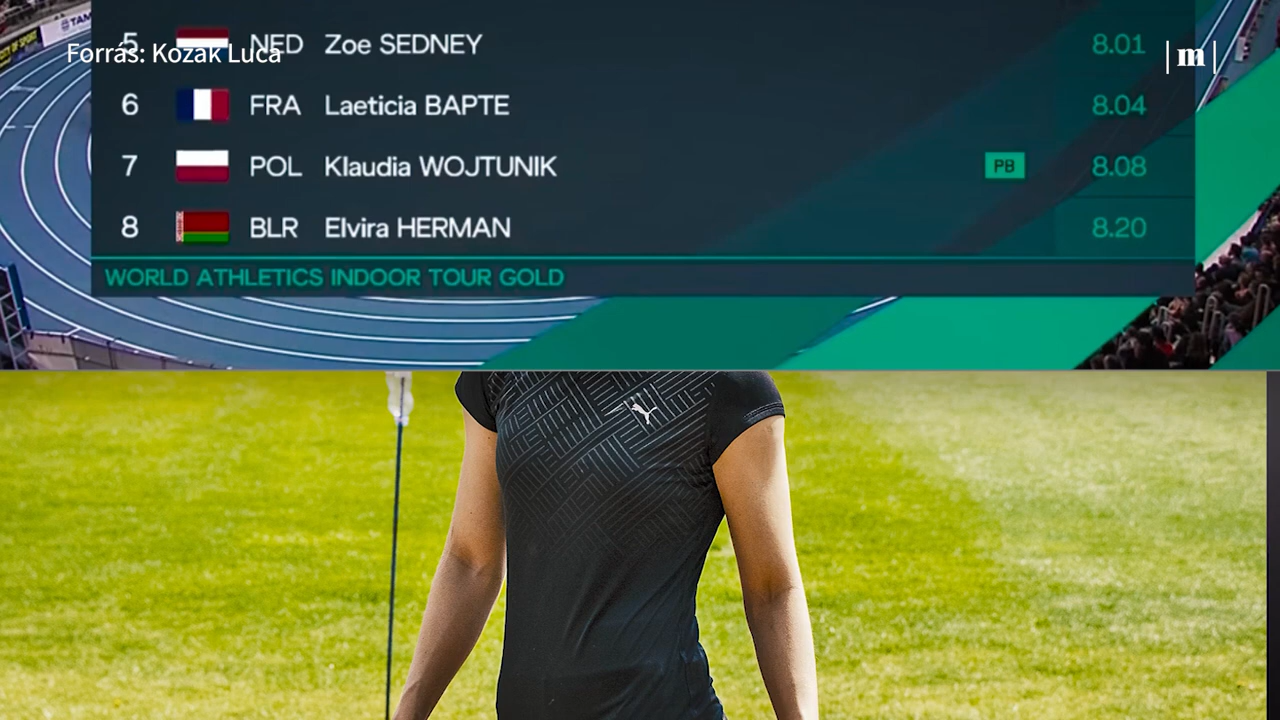 Forrás: Kozak Luca
|m|
5 NED Zoe SEDNEY 8.01
6 FRA Laeticia BAPTE 8.04
7 POL Klaudia WOJTUNIK PB 8.08
8 BLR Elvira HERMAN 8.20
WORLD ATHLETICS INDOOR TOUR GOLD